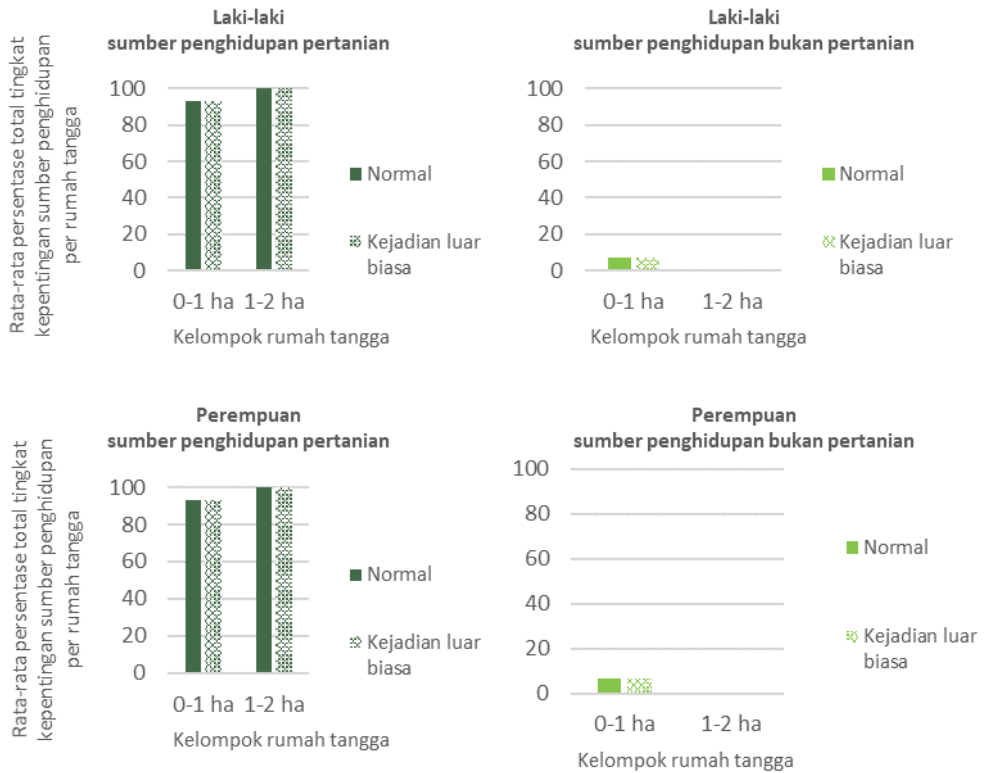 Laki-laki
sumber penghidupan pertanian
Rata-rata persentase total tingkat
kepentingan sumber penghidupan
per rumah tangga
100
80
60
40
20
0
0-1 ha 1-2 ha
Kelompok rumah tangga
Normal
Kejadian luar
biasa
Laki-laki
sumber penghidupan bukan pertanian
100
80
60
40
20
0
0-1 ha 1-2 ha
Kelompok rumah tangga
Normal
Kejadian luar
biasa
Perempuan
sumber penghidupan pertanian
Rata-rata persentase total tingkat
kepentingan sumber penghidupan
per rumah tangga
100
80
60
40
20
0
0-1 ha 1-2 ha
Kelompok rumah tangga
Normal
Kejadian luar
biasa
Perempuan
sumber penghidupan bukan pertanian
100
80
60
40
20
0
0-1 ha 1-2 ha
Kelompok rumah tangga
Normal
Kejadian luar
biasa